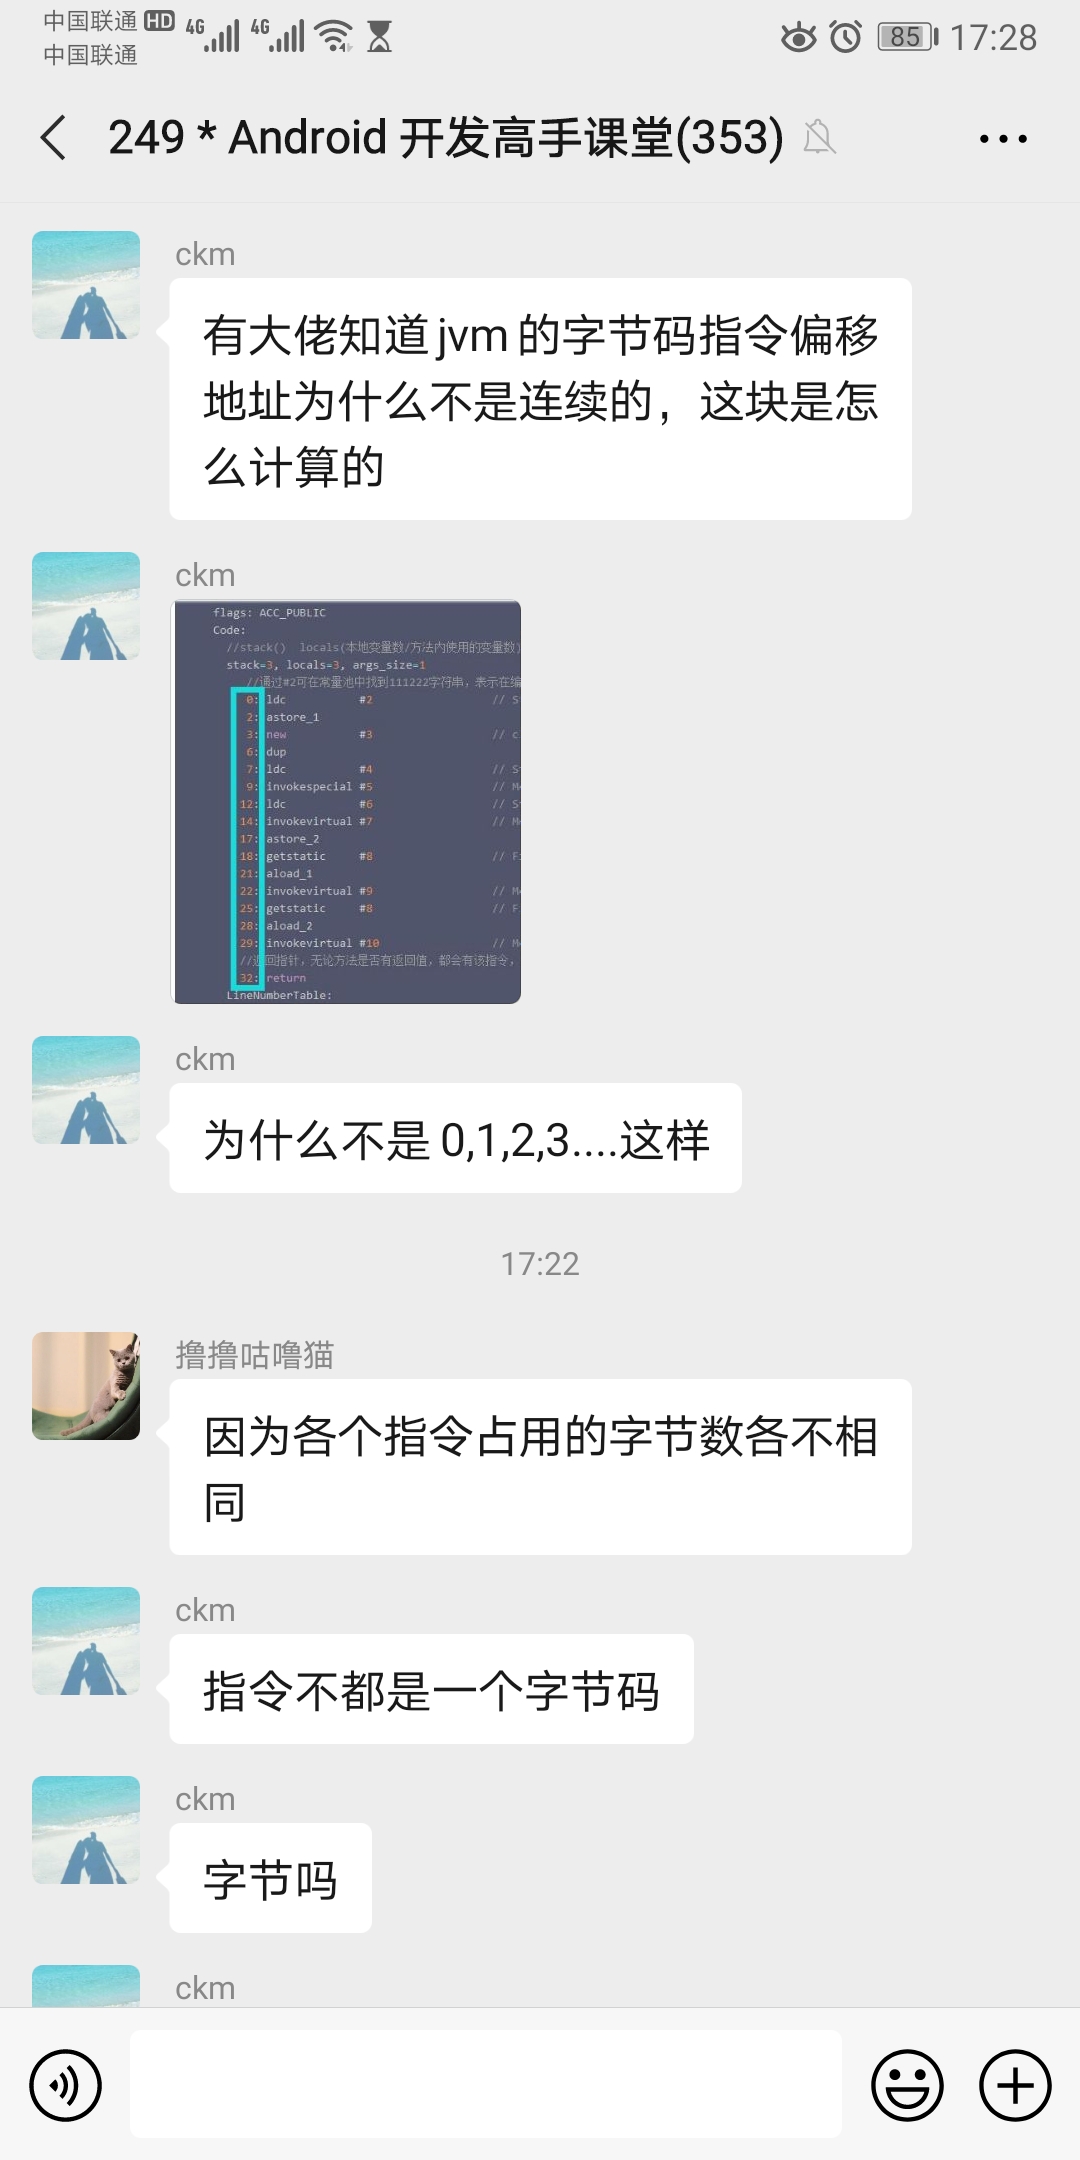 中国联通 HD 4G 4G 85 17:28
中国联通
249 * Android 开发高手课堂(353)
ckm
有大佬知道jvm的字节码指令偏移
地址为什么不是连续的，这块是怎
么计算的
ckm
flags: ACC_PUBLIC
Code:
//stack() locals(本地变量数/方法内使用的变量数)
stack=3, locals=3, args_size=1
//通过#2可在常量池中找到111222字符串，表示在编
0: ldc #2 // S
2: astore_1
3: new #3 // c
6: dup
7: ldc #4 // S
9: invokespecial #5 // M
12: ldc #6 // S
14: invokevirtual #7 // M
17: astore_2
18: getstatic #8 // F
21: aload_1
22: invokevirtual #9 // M
25: getstatic #8 // F
28: aload_2
29: invokevirtual #10 // M
//返回指针，无论方法是否有返回值，都会有该指令，
32: return
LineNumberTable:
ckm
为什么不是0,1,2,3....这样
17:22
撸撸咕噜猫
因为各个指令占用的字节数各不相
同
ckm
指令不都是一个字节码
ckm
字节吗
ckm